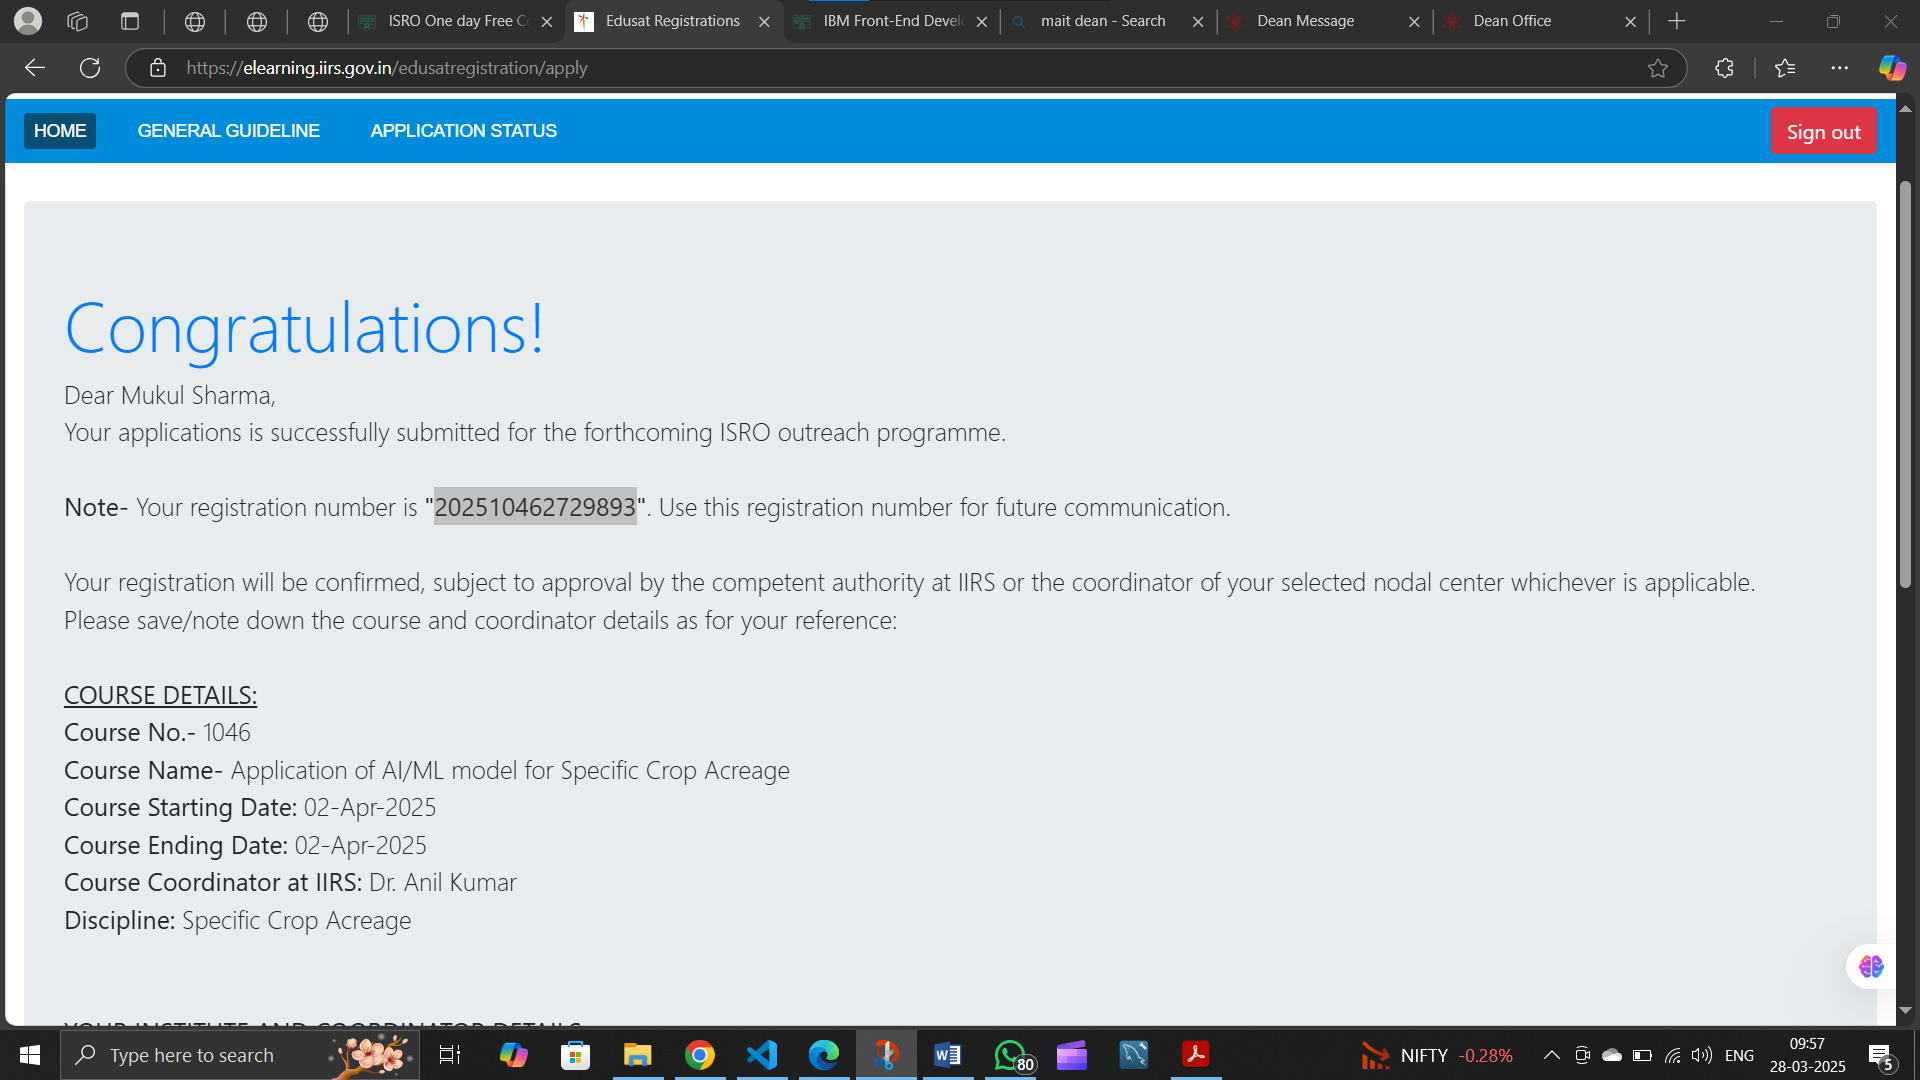 ISRO One day Free Co
Edusat Registrations
IBM Front-End Devel
mait dean - Search
Dean Message
Dean Office
https://elearning.iirs.gov.in/edusatregistration/apply
HOME
GENERAL GUIDELINE
APPLICATION STATUS
Sign out
Congratulations!
Dear Mukul Sharma,
Your applications is successfully submitted for the forthcoming ISRO outreach programme.
Note- Your registration number is "202510462729893". Use this registration number for future communication.
Your registration will be confirmed, subject to approval by the competent authority at IIRS or the coordinator of your selected nodal center whichever is applicable.
Please save/note down the course and coordinator details as for your reference:
COURSE DETAILS:
Course No.- 1046
Course Name- Application of AI/ML model for Specific Crop Acreage
Course Starting Date: 02-Apr-2025
Course Ending Date: 02-Apr-2025
Course Coordinator at IIRS: Dr. Anil Kumar
Discipline: Specific Crop Acreage
YOUR INSTITUTE AND COORDINATOR DETAILS
Type here to search
80
NIFTY -0.28%
ENG
09:57
28-03-2025
5